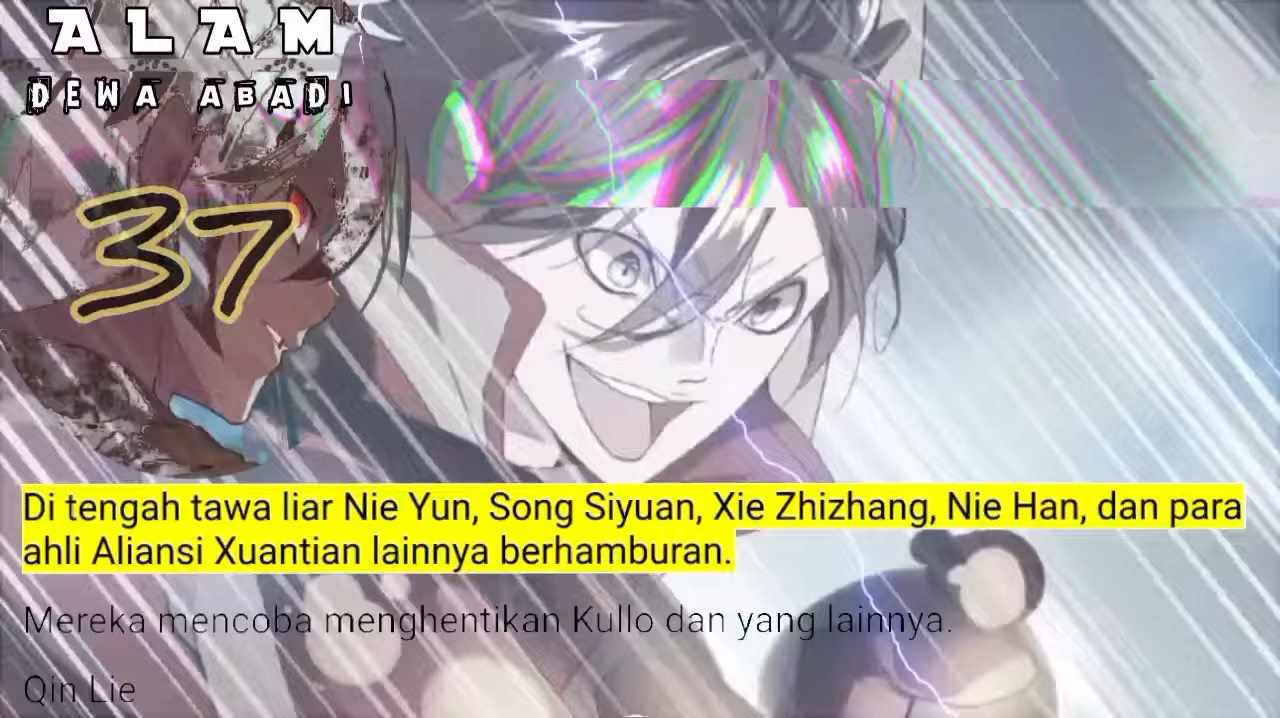 ALAM
DEWA ABADI
37
Di tengah tawa liar Nie Yun, Song Siyuan, Xie Zhizhang, Nie Han, dan para
ahli Aliansi Xuantian lainnya berhamburan.
Mereka mencoba menghentikan Kullo dan yang lainnya.
Qin Lie